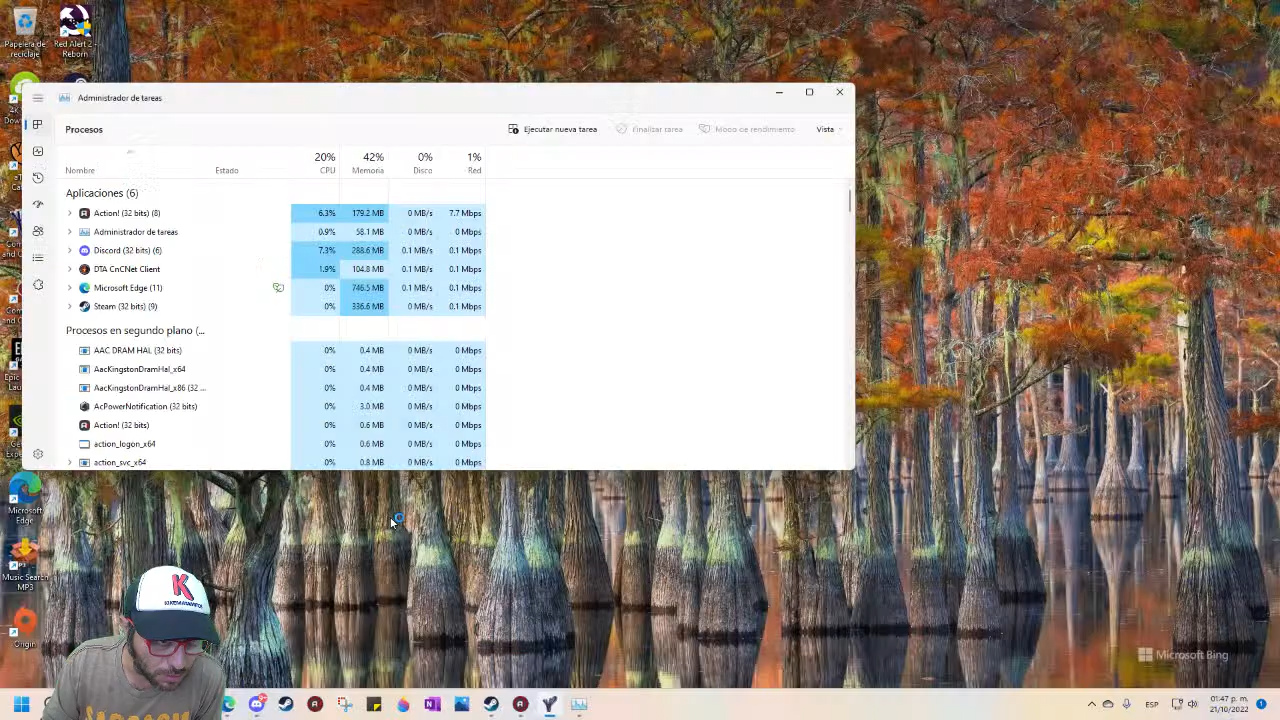 Papelera de
reciclaje
Red Alert 2 -
Reborn
Administrador de tareas
Procesos
Ejecutar nueva tarea
Finalizar tarea
Modo de rendimiento
Vista
20% 42% 0% 1%
Nombre Estado CPU Memoria Disco Red
Aplicaciones (6)
Action! (32 bits) (8) 6.3% 179.2 MB 0 MB/s 7.7 Mbps
Administrador de tareas 0.9% 58.1 MB 0 MB/s 0 Mbps
Discord (32 bits) (6) 7.3% 288.6 MB 0.1 MB/s 0.1 Mbps
DTA CnCNet Client 1.9% 104.8 MB 0.1 MB/s 0.1 Mbps
Microsoft Edge (11) 0% 746.5 MB 0.1 MB/s 0.1 Mbps
Steam (32 bits) (9) 0% 336.6 MB 0 MB/s 0.1 Mbps
Procesos en segundo plano (...
AAC DRAM HAL (32 bits) 0% 0.4 MB 0 MB/s 0 Mbps
AacKingstonDramHal_x64 0% 0.4 MB 0 MB/s 0 Mbps
AacKingstonDramHal_x86 (32 ... 0% 0.4 MB 0 MB/s 0 Mbps
AcPowerNotification (32 bits) 0% 3.0 MB 0 MB/s 0 Mbps
Action! (32 bits) 0% 0.6 MB 0 MB/s 0 Mbps
action_logon_x64 0% 0.6 MB 0 MB/s 0 Mbps
action_svc_x64 0% 0.8 MB 0 MB/s 0 Mbps
Microsoft
Edge
Music Search
MP3
Origin
K
Microsoft Bing
ESP
01:47 p. m.
21/10/2022
1